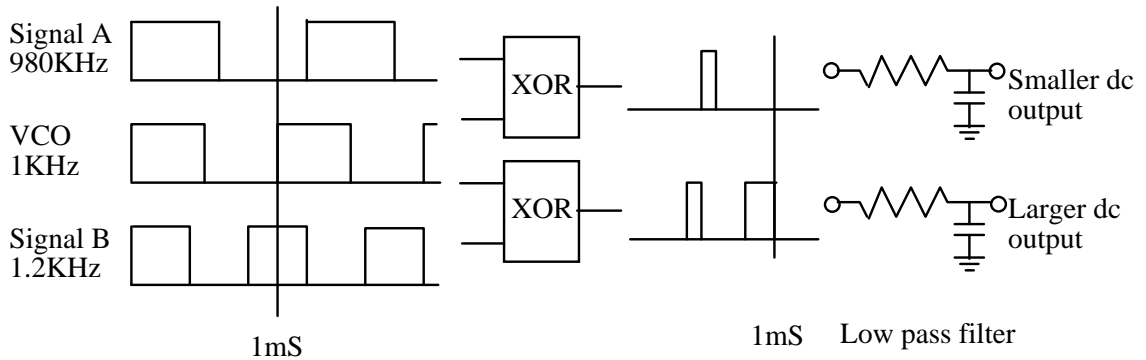 Signal A
980KHz
XOR
Smaller dc
output
VCO
1KHz
XOR
Larger dc
output
Signal B
1.2KHz
1mS
1mS
Low pass filter